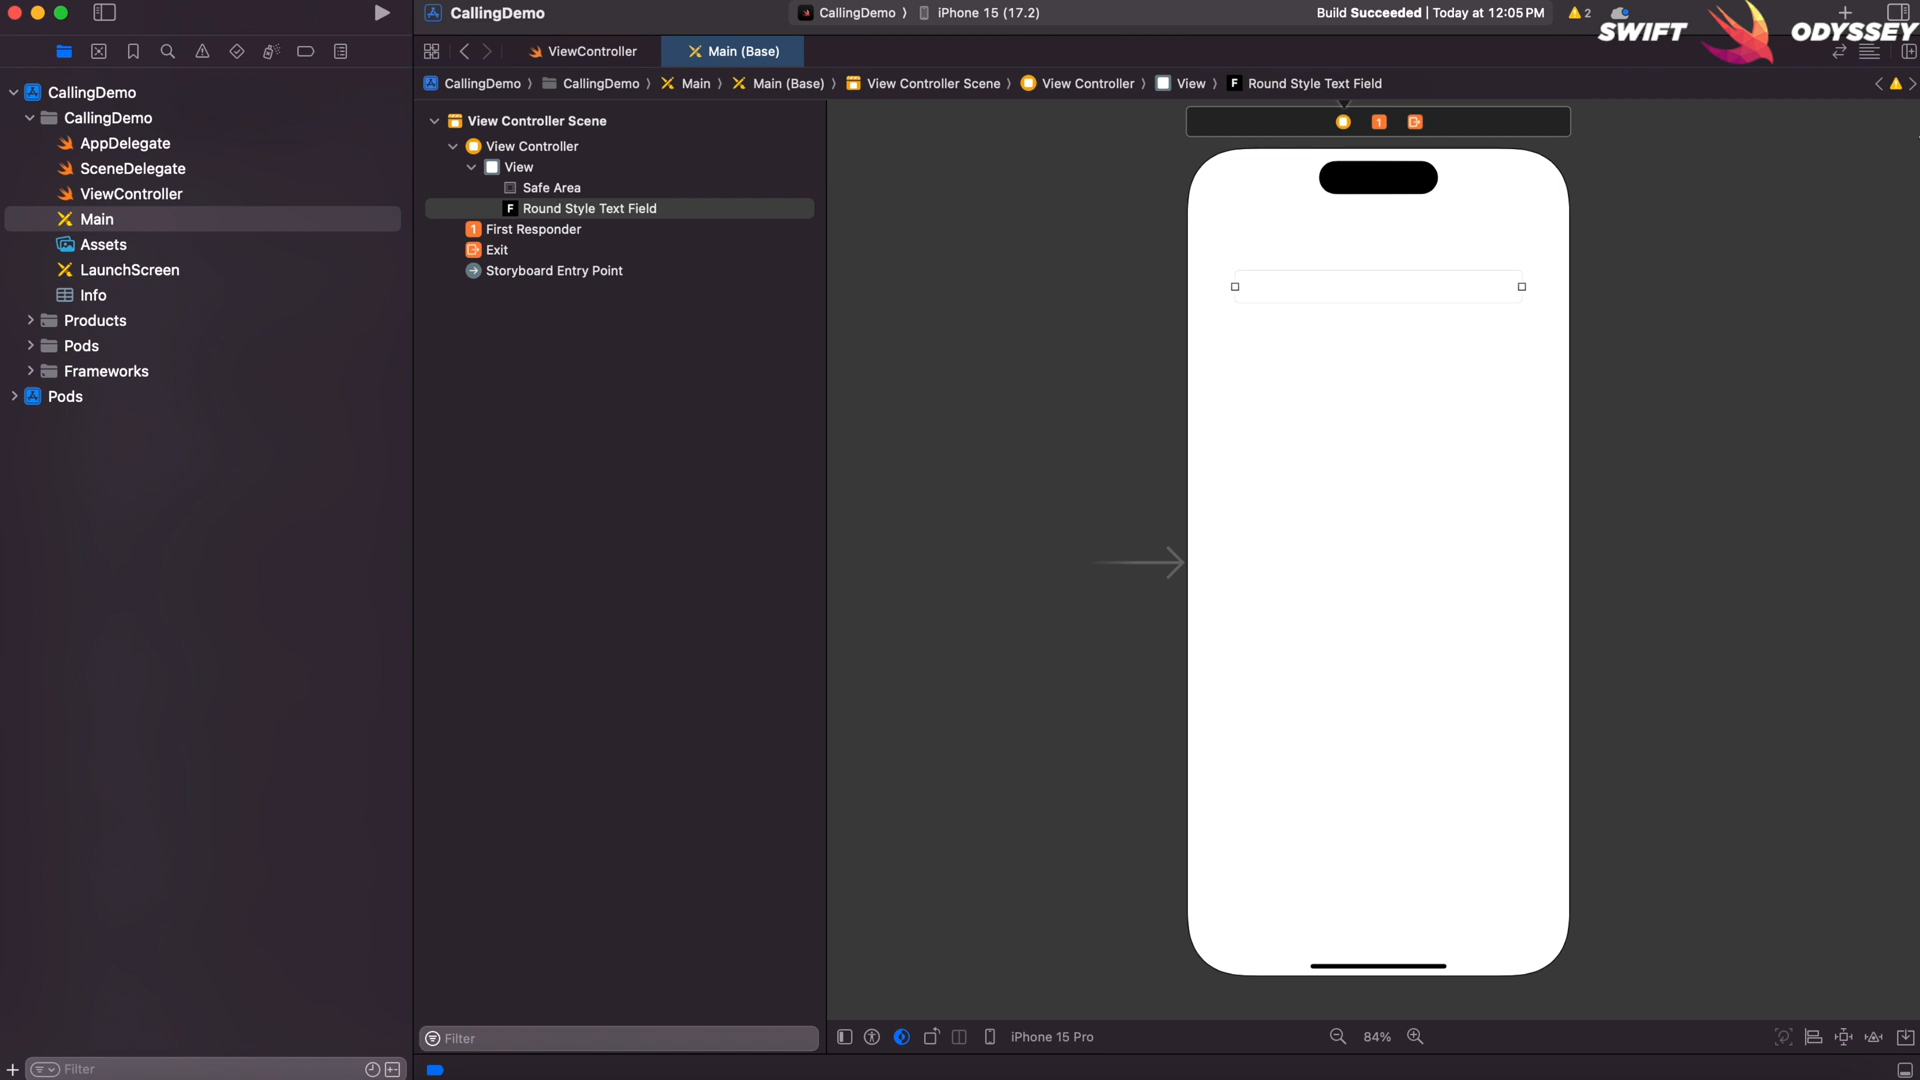 CallingDemo
CallingDemo
iPhone 15 (17.2)
Build Succeeded | Today at 12:05 PM
2
SWIFT
ODYSSEY
ViewController
Main (Base)
CallingDemo
CallingDemo
Main
Main (Base)
View Controller Scene
View Controller
View
F
Round Style Text Field
CallingDemo
CallingDemo
AppDelegate
SceneDelegate
ViewController
Main
Assets
LaunchScreen
Info
Products
Pods
Frameworks
Pods
View Controller Scene
View Controller
View
Safe Area
F Round Style Text Field
1 First Responder
Exit
Storyboard Entry Point
1
Filter
iPhone 15 Pro
84%
Filter